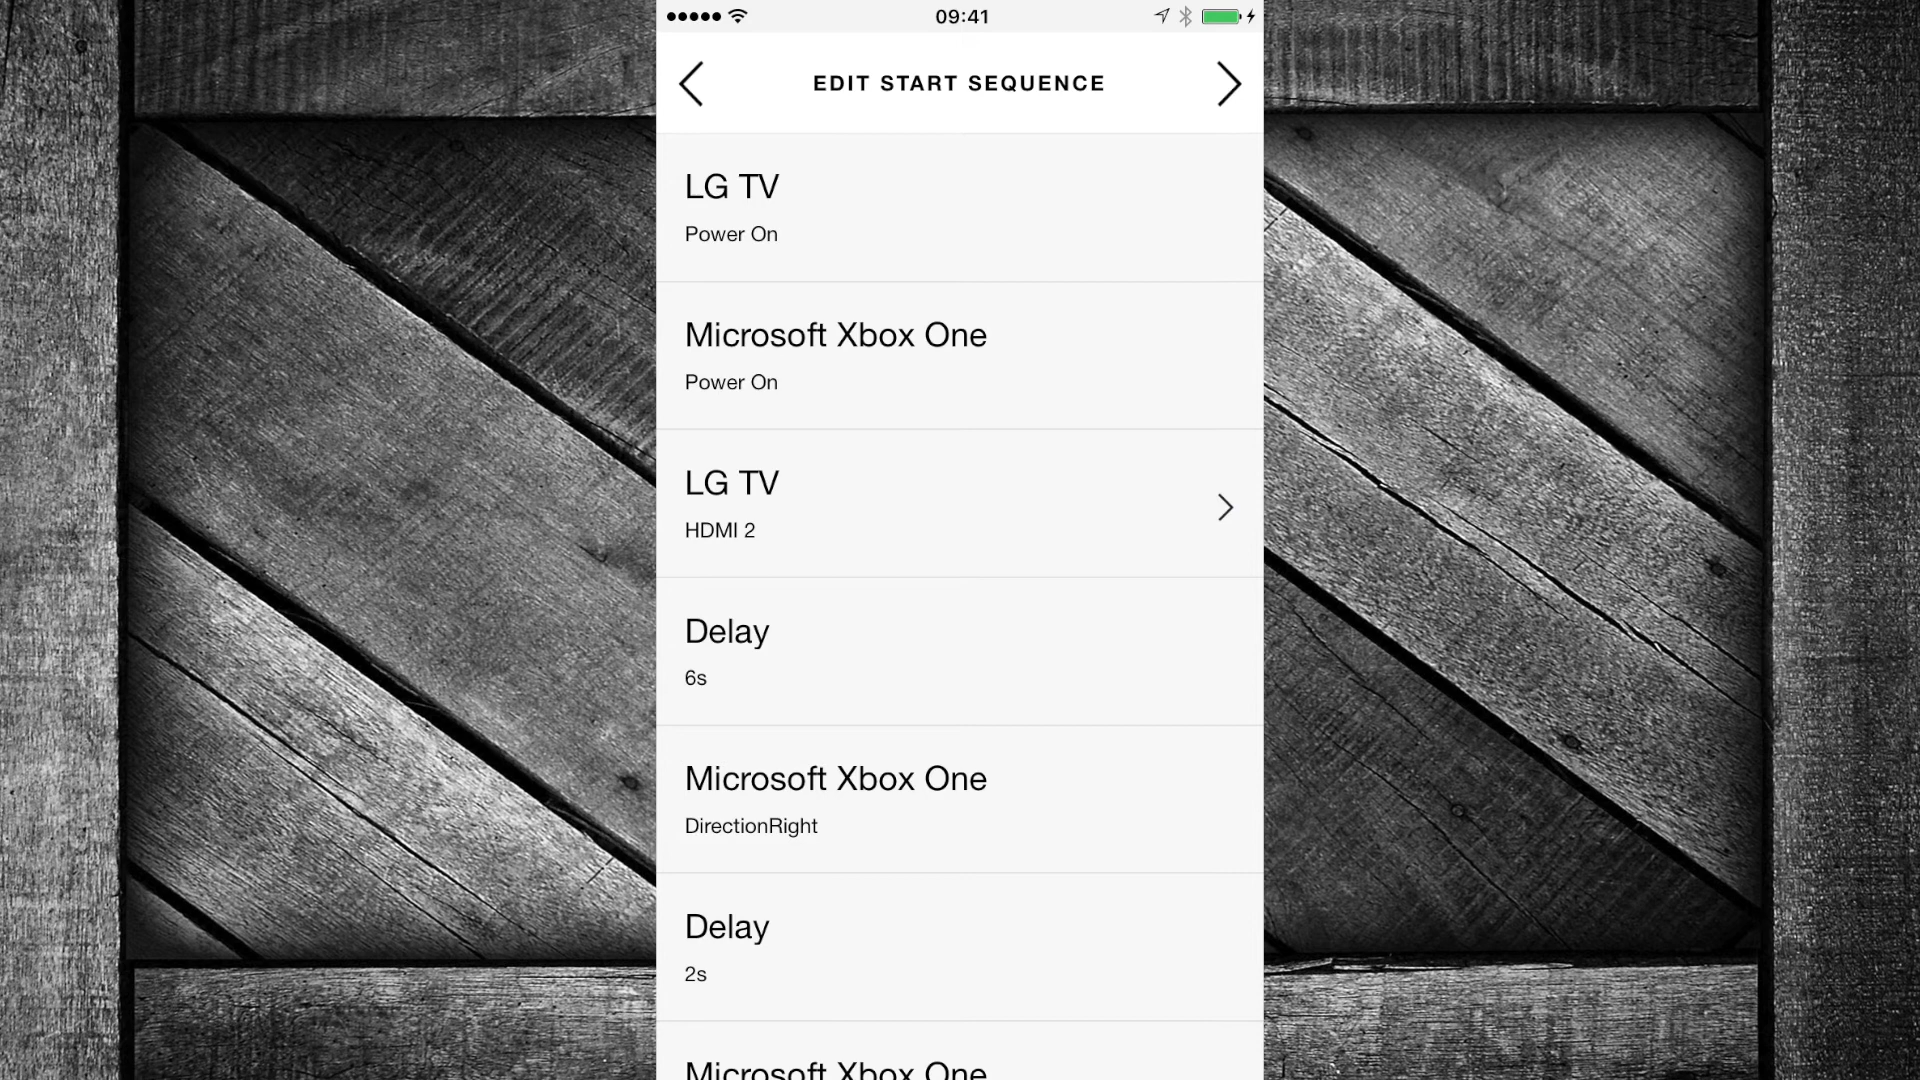 09:41
EDIT START SEQUENCE
LG TV
Power On
Microsoft Xbox One
Power On
LG TV
HDMI 2
Delay
6s
Microsoft Xbox One
DirectionRight
Delay
2s
Microsoft Xbox One